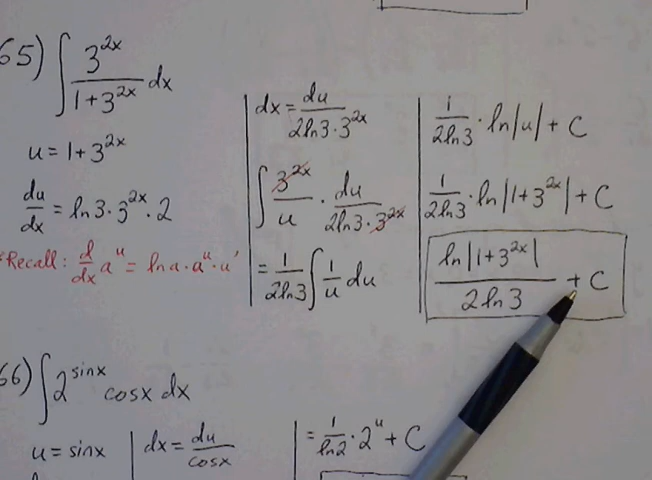 65) ∫ 3^{2x} / (1+3^{2x}) dx
u = 1+3^{2x}
du/dx = ln3 · 3^{2x} · 2
Recall: d/dx a^u = lna · a^u · u'
dx = du / (2ln3 · 3^{2x})
∫ 3^{2x}/u · du / (2ln3 · 3^{2x})
= 1/(2ln3) ∫ 1/u du
1/(2ln3) · ln|u| + C
1/(2ln3) · ln|1+3^{2x}| + C
ln|1+3^{2x}| / (2ln3) + C
66) ∫ 2^{sinx} cosx dx
u = sinx
dx = du/cosx
= 1/ln2 · 2^u + C